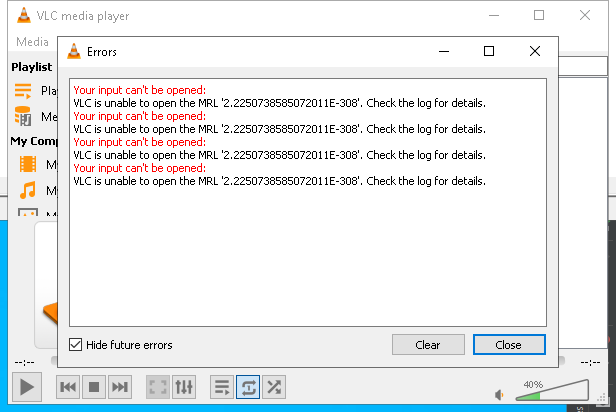 VLC media player
Media
Errors
Playlist
Your input can't be opened:
VLC is unable to open the MRL '2.2250738585072011E-308'. Check the log for details.
Your input can't be opened:
VLC is unable to open the MRL '2.2250738585072011E-308'. Check the log for details.
Your input can't be opened:
VLC is unable to open the MRL '2.2250738585072011E-308'. Check the log for details.
Your input can't be opened:
VLC is unable to open the MRL '2.2250738585072011E-308'. Check the log for details.
Pla
Me
My Comp
My
My
Hide future errors
Clear
Close
--:--
--:--
40%